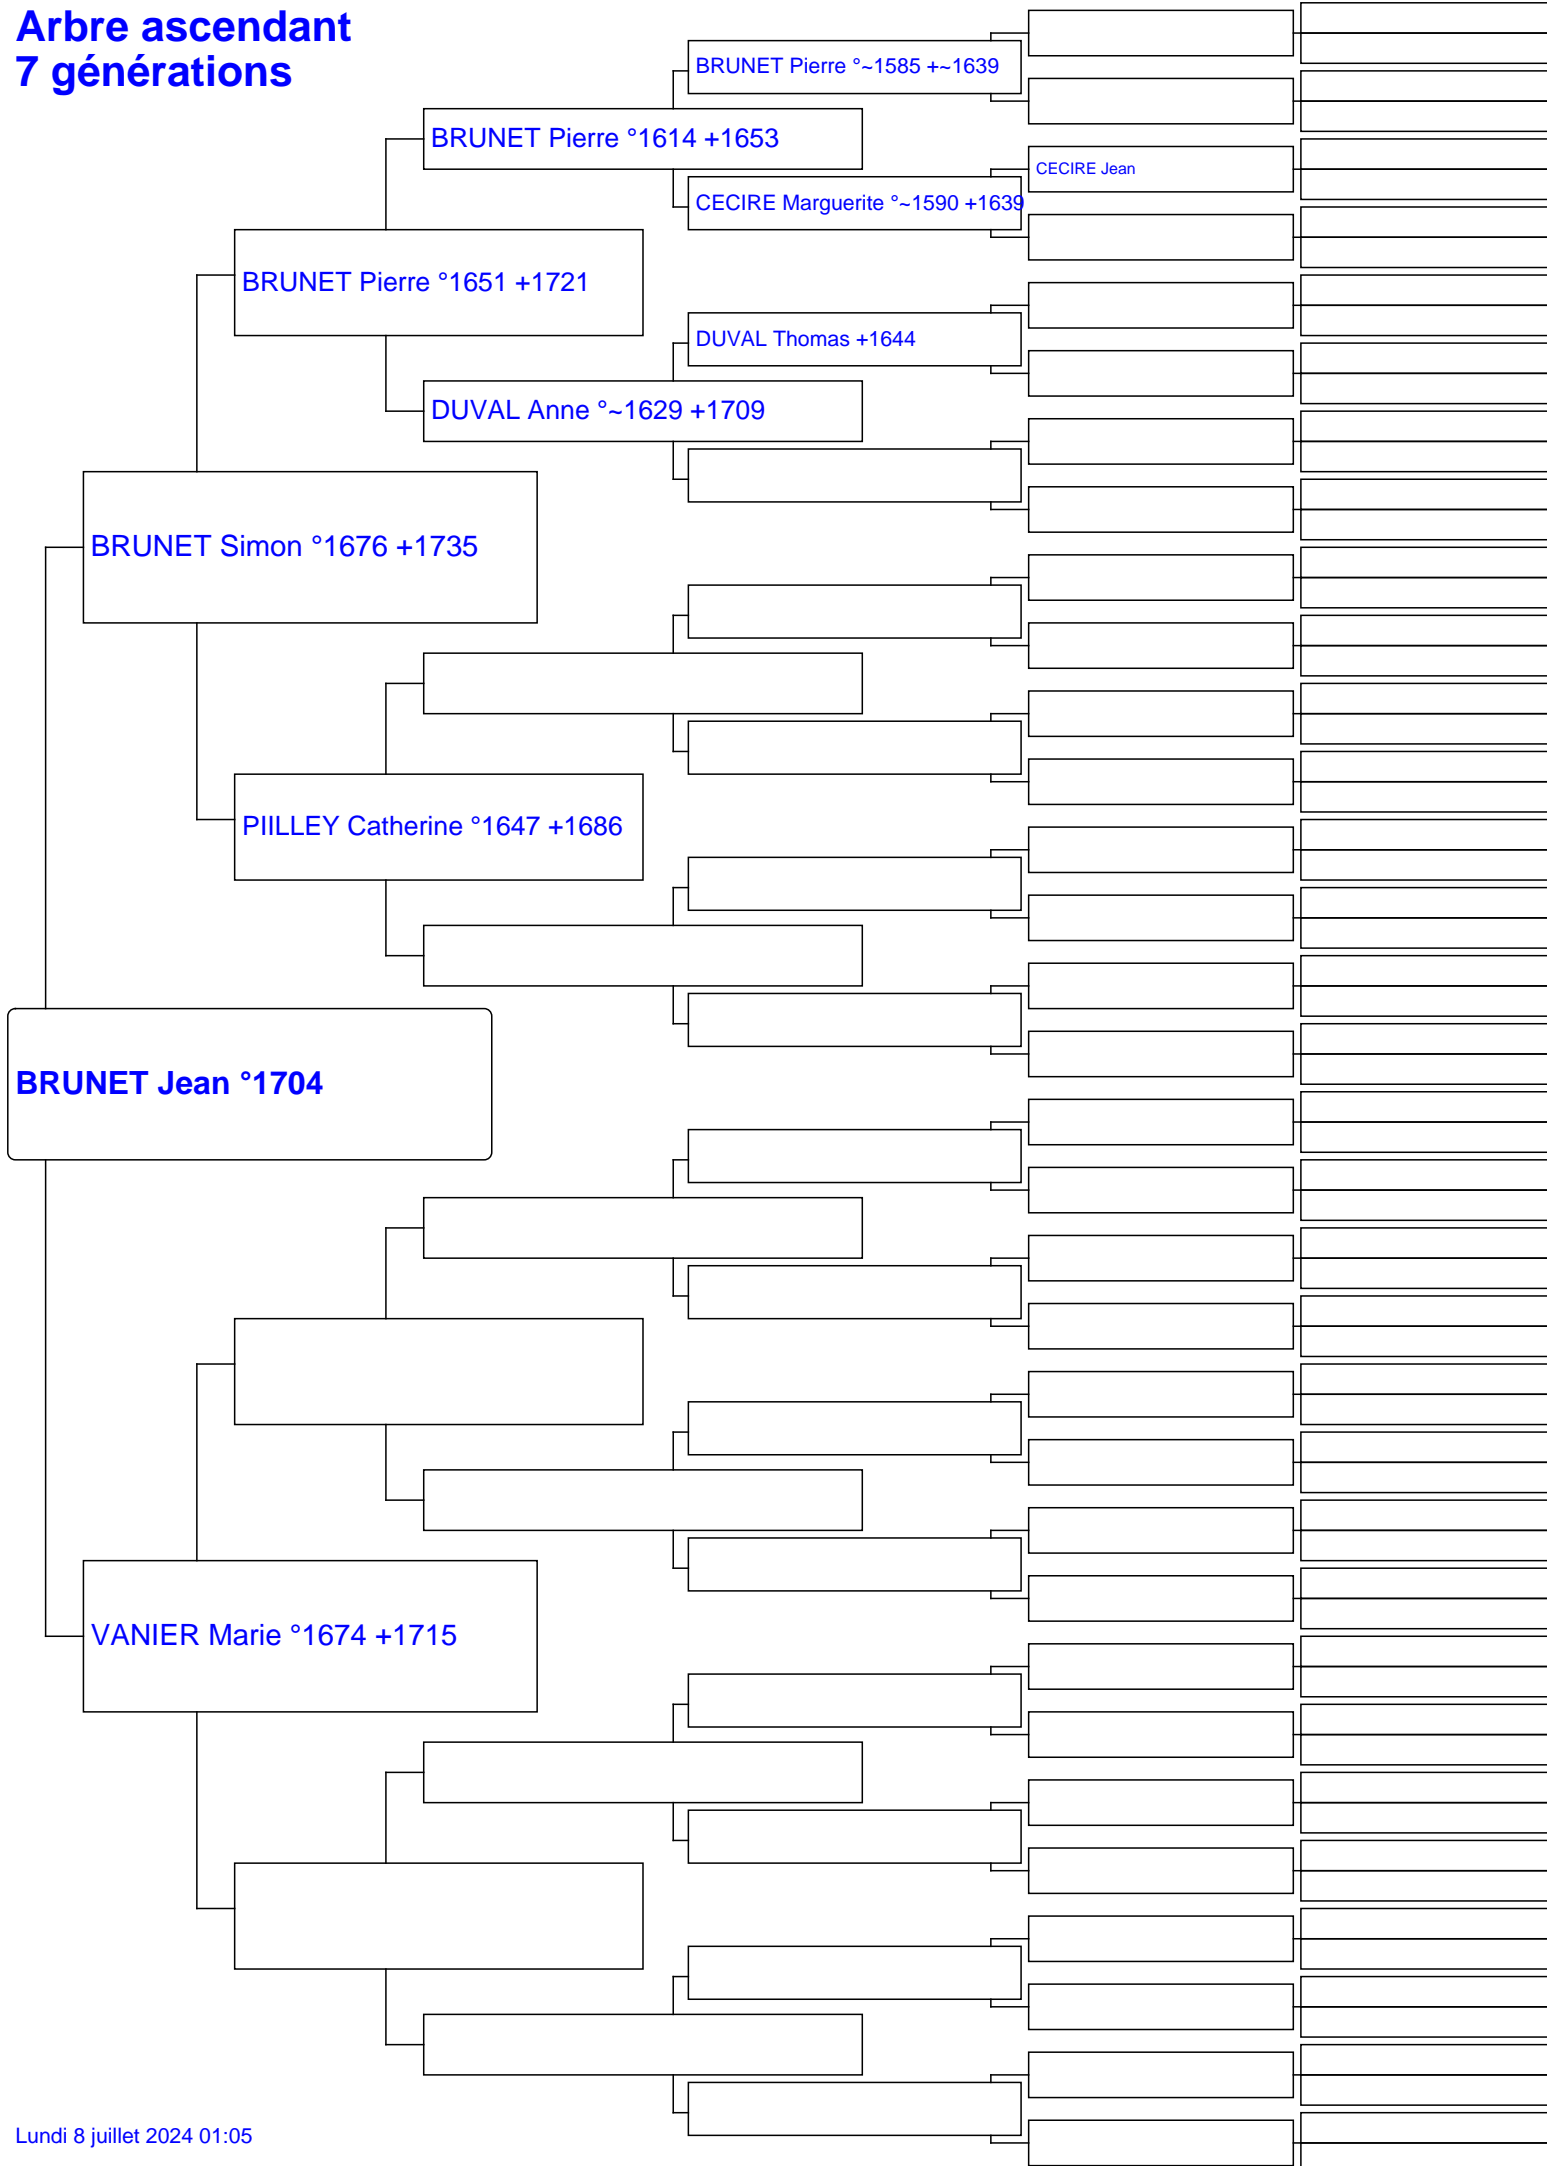 Arbre ascendant
7 générations
BRUNET Pierre °~1585 +~1639
BRUNET Pierre °1614 +1653
CECIRE Jean
CECIRE Marguerite °~1590 +1639
BRUNET Pierre °1651 +1721
DUVAL Thomas +1644
DUVAL Anne °~1629 +1709
BRUNET Simon °1676 +1735
PIILLEY Catherine °1647 +1686
BRUNET Jean °1704
VANIER Marie °1674 +1715
Lundi 8 juillet 2024 01:05